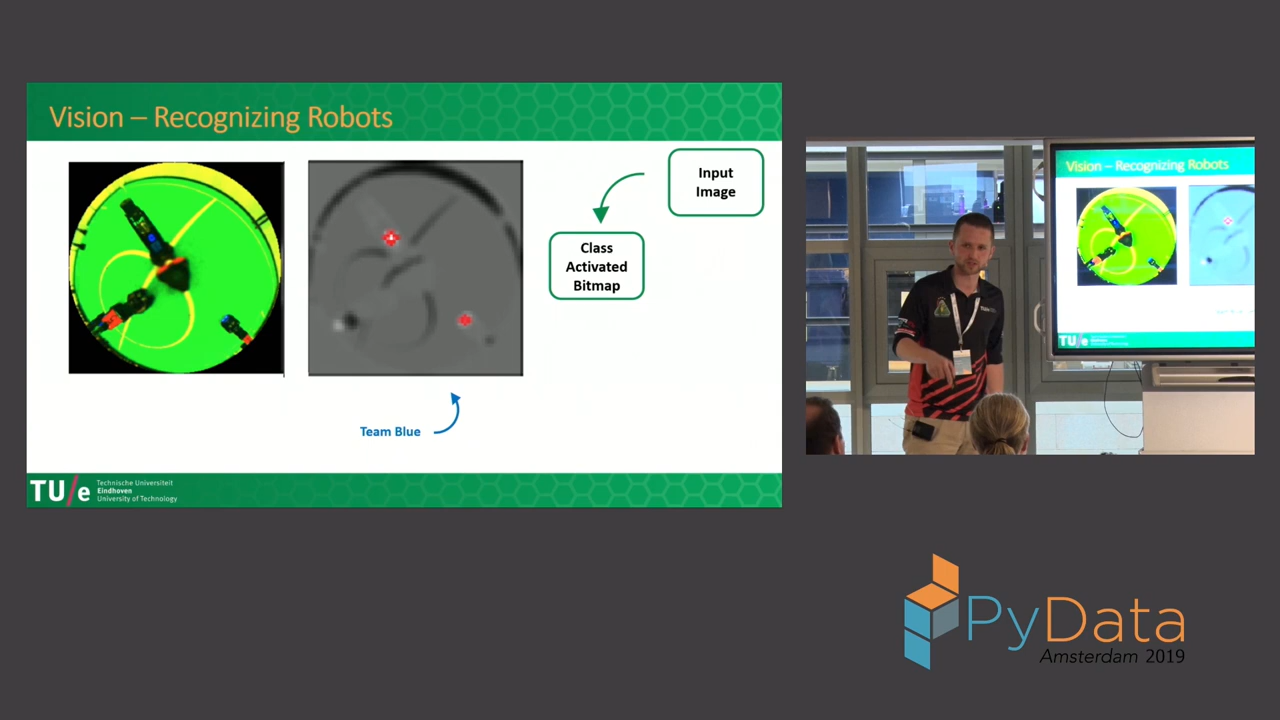 Vision – Recognizing Robots
Input
Image
Class
Activated
Bitmap
Team Blue
TU/e
Technische Universiteit
Eindhoven
University of Technology
Vision – Recognizing Robots
TU/e
PyData
Amsterdam 2019